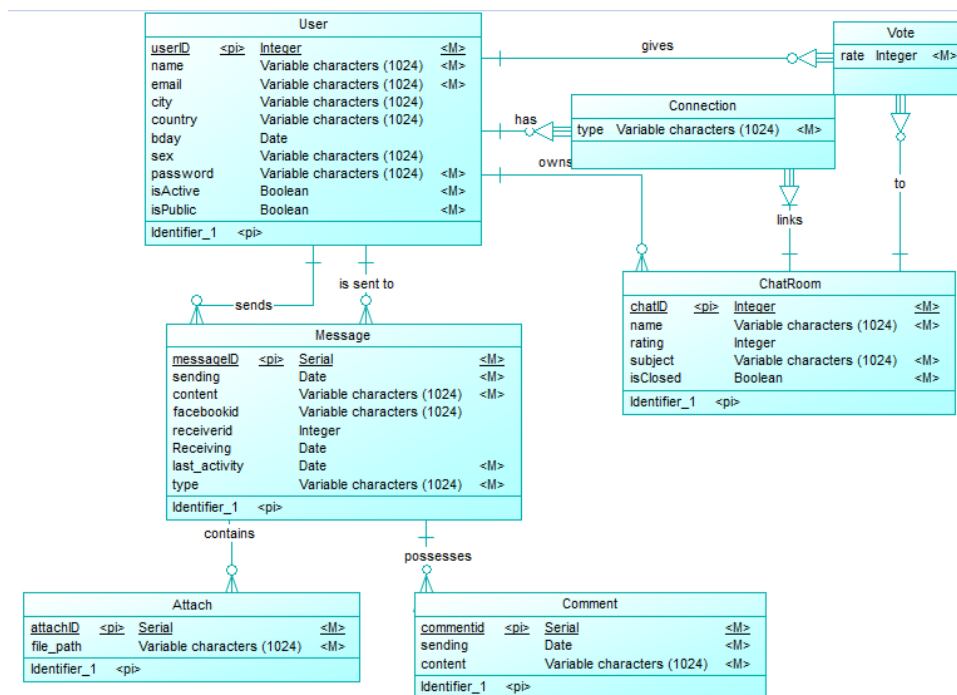 User
userID <pi> Integer <M>
name Variable characters (1024) <M>
email Variable characters (1024) <M>
city Variable characters (1024)
country Variable characters (1024)
bday Date
sex Variable characters (1024)
password Variable characters (1024) <M>
isActive Boolean <M>
isPublic Boolean <M>
Identifier_1 <pi>
gives
Vote
rate Integer <M>
has
Connection
type Variable characters (1024) <M>
owns
to
links
ChatRoom
chatID <pi> Integer <M>
name Variable characters (1024) <M>
rating Integer
subject Variable characters (1024) <M>
isClosed Boolean <M>
Identifier_1 <pi>
is sent to
sends
Message
messageID <pi> Serial <M>
sending Date <M>
content Variable characters (1024) <M>
facebookid Variable characters (1024)
receiverid Integer
Receiving Date
last_activity Date <M>
type Variable characters (1024) <M>
Identifier_1 <pi>
contains
possesses
Attach
attachID <pi> Serial <M>
file_path Variable characters (1024) <M>
Identifier_1 <pi>
Comment
commentid <pi> Serial <M>
sending Date <M>
content Variable characters (1024) <M>
Identifier_1 <pi>